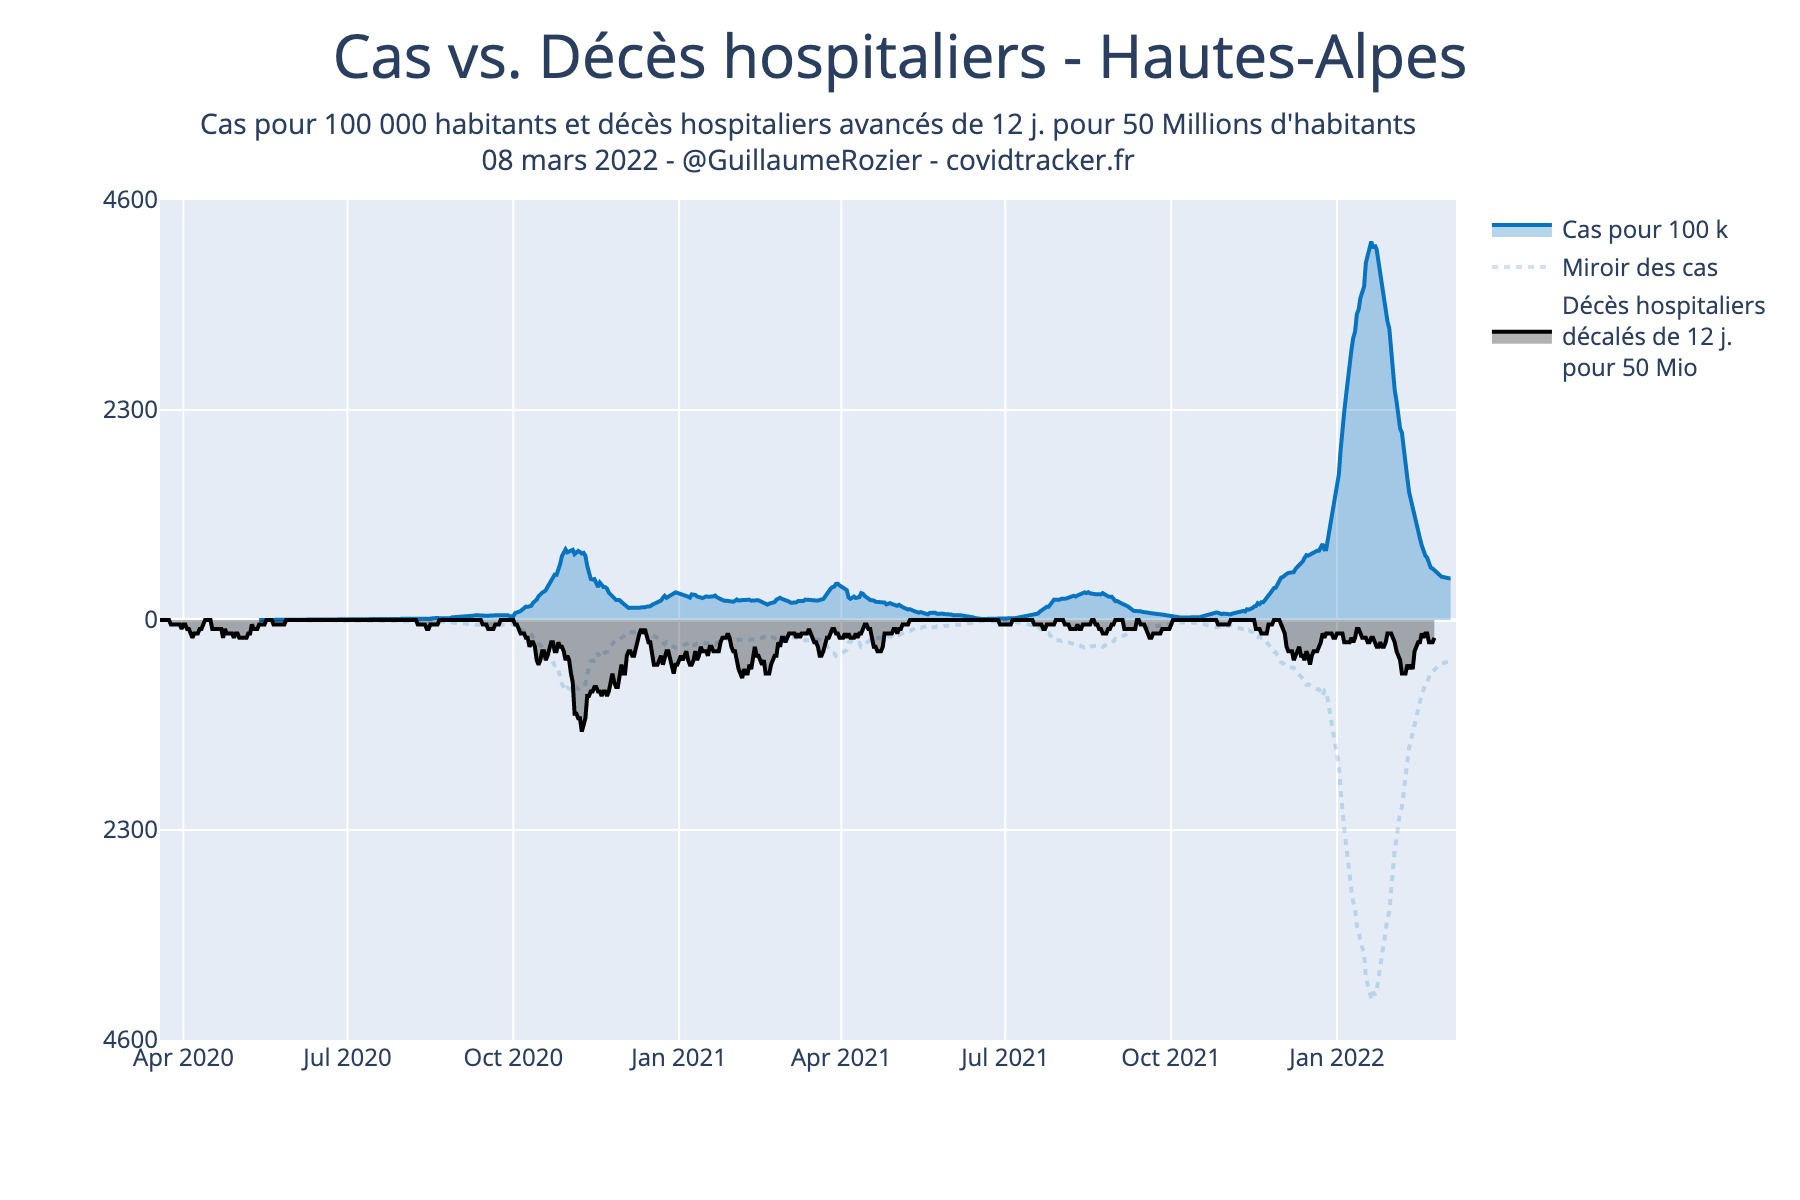 Cas vs. Décès hospitaliers - Hautes-Alpes
Cas pour 100 000 habitants et décès hospitaliers avancés de 12 j. pour 50 Millions d'habitants
08 mars 2022 - @GuillaumeRozier - covidtracker.fr
4600
2300
0
2300
4600
Apr 2020
Jul 2020
Oct 2020
Jan 2021
Apr 2021
Jul 2021
Oct 2021
Jan 2022
Cas pour 100 k
Miroir des cas
Décès hospitaliers
décalés de 12 j.
pour 50 Mio